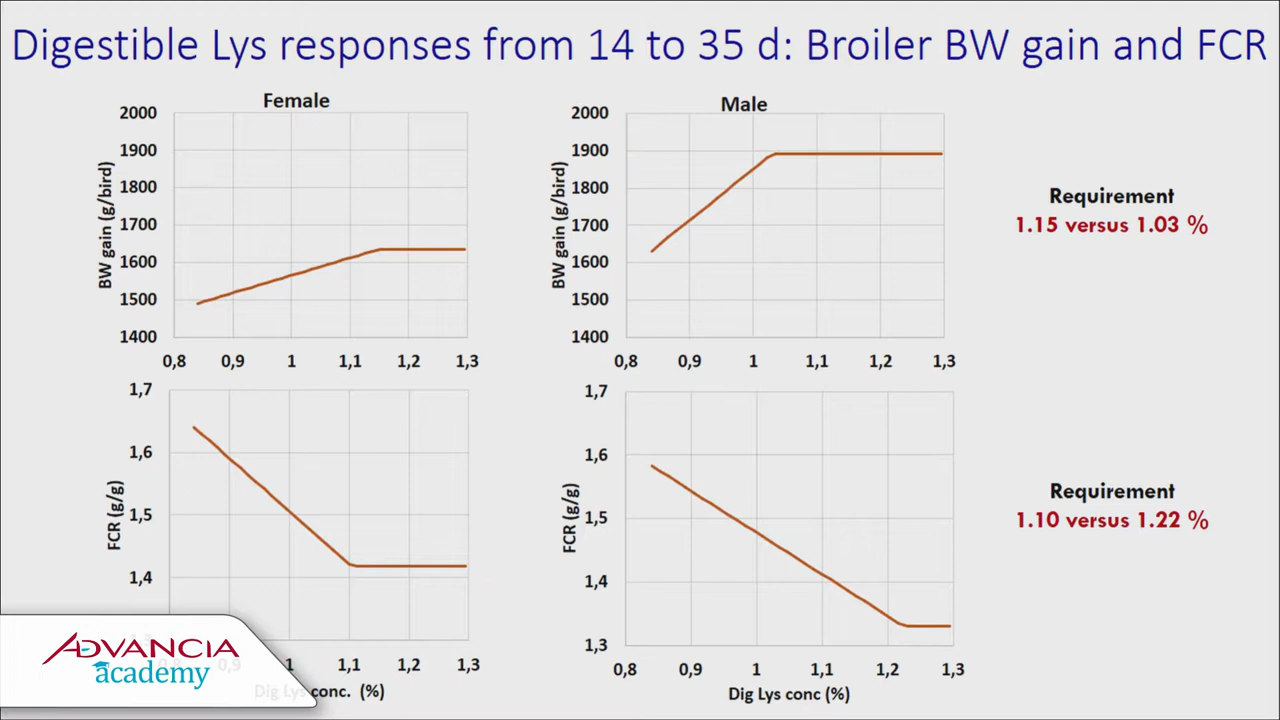 Digestible Lys responses from 14 to 35 d: Broiler BW gain and FCR
Female
2000
1900
1800
1700
1600
1500
1400
BW gain (g/bird)
0,8 0,9 1 1,1 1,2 1,3
Male
2000
1900
1800
1700
1600
1500
1400
BW gain (g/bird)
0,8 0,9 1 1,1 1,2 1,3
Requirement
1.15 versus 1.03 %
1,7
1,6
1,5
1,4
1,3
FCR (g/g)
0,8 0,9 1 1,1 1,2 1,3
Dig Lys conc. (%)
1,7
1,6
1,5
1,4
1,3
FCR (g/g)
0,8 0,9 1 1,1 1,2 1,3
Dig Lys conc (%)
Requirement
1.10 versus 1.22 %
ADVANCIA
academy